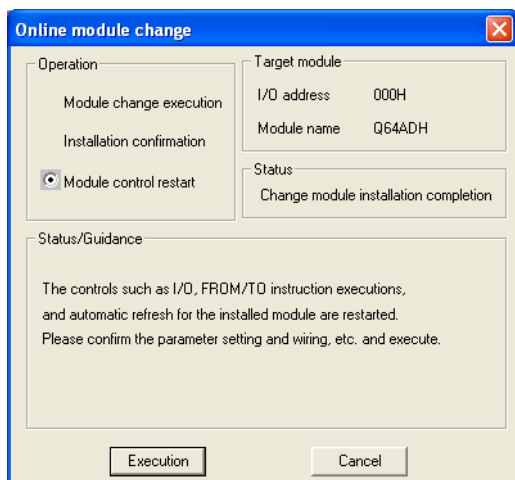 Online module change
Operation
Module change execution
Installation confirmation
Module control restart
Target module
I/O address 000H
Module name Q64ADH
Status
Change module installation completion
Status/Guidance
The controls such as I/O, FROM/TO instruction executions,
and automatic refresh for the installed module are restarted.
Please confirm the parameter setting and wiring, etc. and execute.
Execution
Cancel